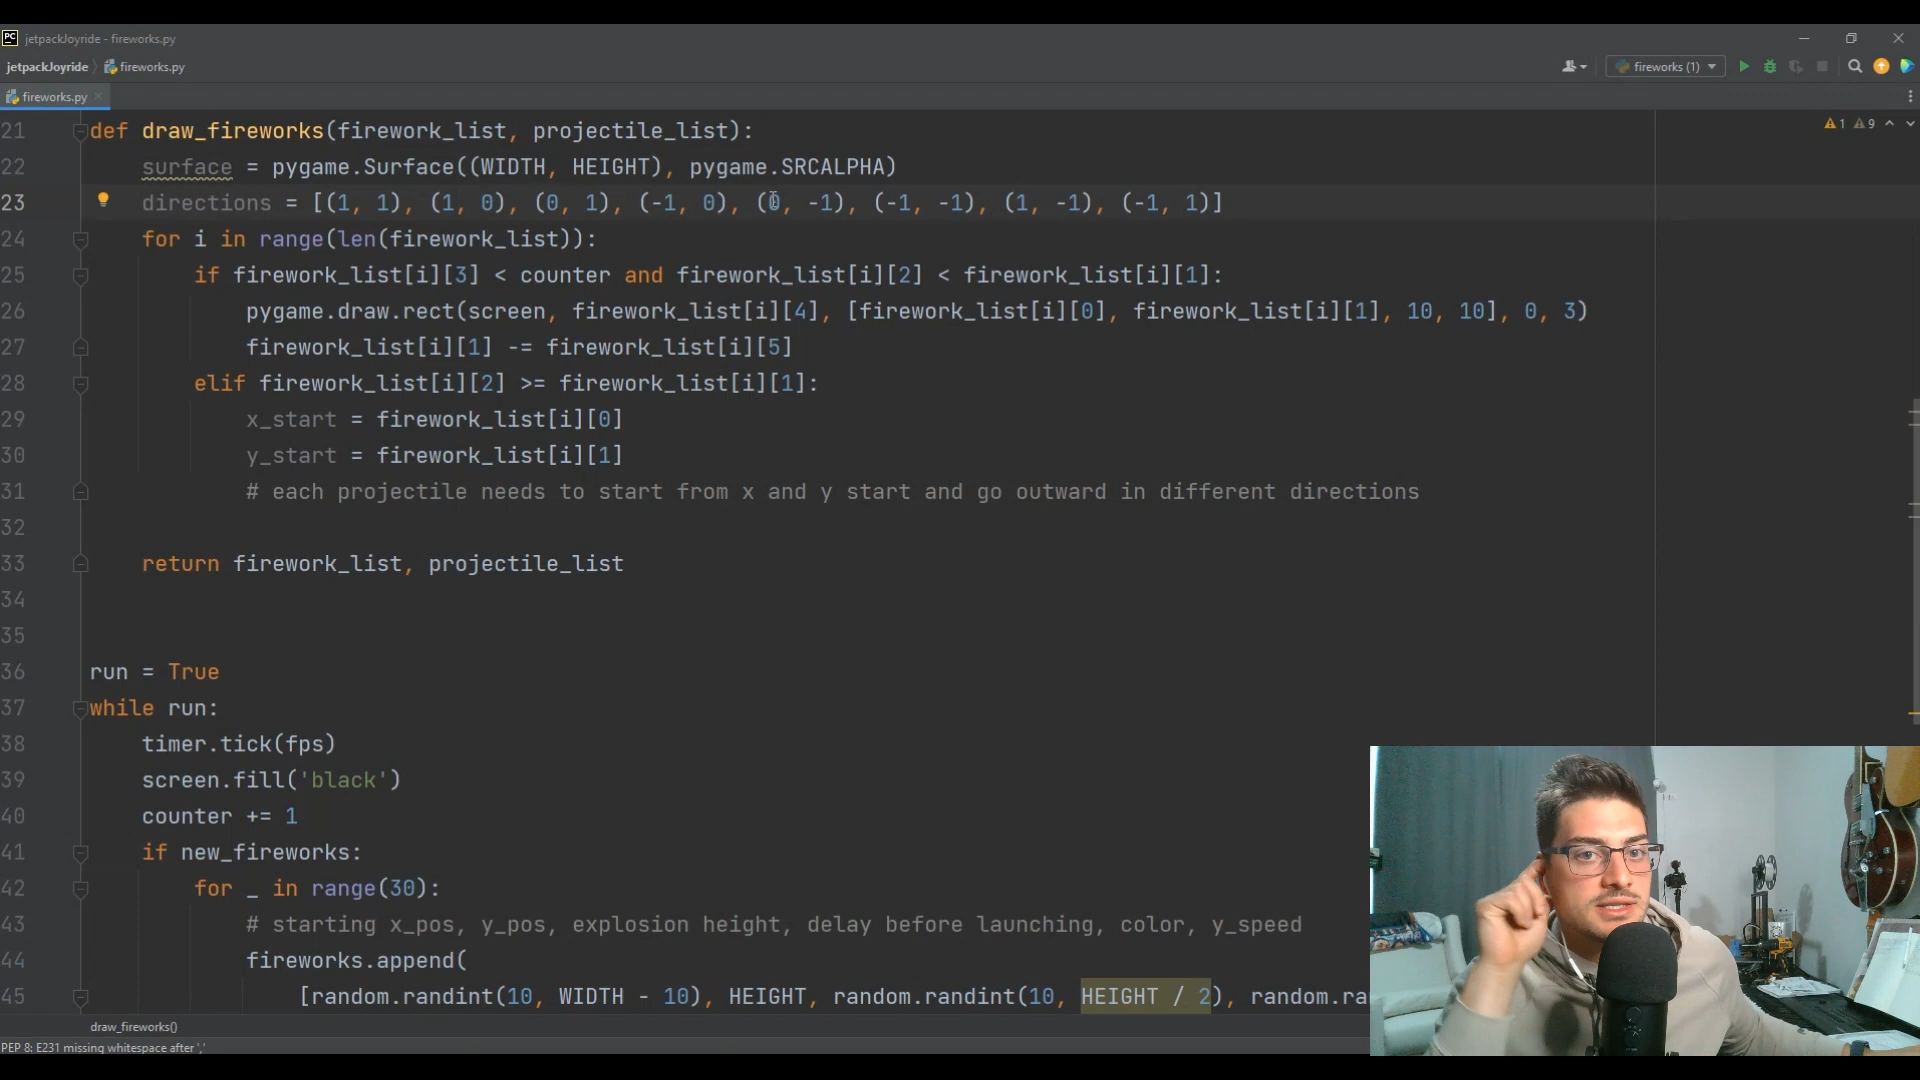 PC jetpackJoyride - fireworks.py
jetpackJoyride fireworks.py fireworks (1)
fireworks.py
21 def draw_fireworks(firework_list, projectile_list): 1 9
22 surface = pygame.Surface((WIDTH, HEIGHT), pygame.SRCALPHA)
23 directions = [(1, 1), (1, 0), (0, 1), (-1, 0), (0, -1), (-1, -1), (1, -1), (-1, 1)]
24 for i in range(len(firework_list)):
25 if firework_list[i][3] < counter and firework_list[i][2] < firework_list[i][1]:
26 pygame.draw.rect(screen, firework_list[i][4], [firework_list[i][0], firework_list[i][1], 10, 10], 0, 3)
27 firework_list[i][1] -= firework_list[i][5]
28 elif firework_list[i][2] >= firework_list[i][1]:
29 x_start = firework_list[i][0]
30 y_start = firework_list[i][1]
31 # each projectile needs to start from x and y start and go outward in different directions
32
33 return firework_list, projectile_list
34
35
36 run = True
37 while run:
38 timer.tick(fps)
39 screen.fill('black')
40 counter += 1
41 if new_fireworks:
42 for _ in range(30):
43 # starting x_pos, y_pos, explosion height, delay before launching, color, y_speed
44 fireworks.append(
45 [random.randint(10, WIDTH - 10), HEIGHT, random.randint(10, HEIGHT / 2), random.ra
draw_fireworks()
PEP 8: E231 missing whitespace after ','